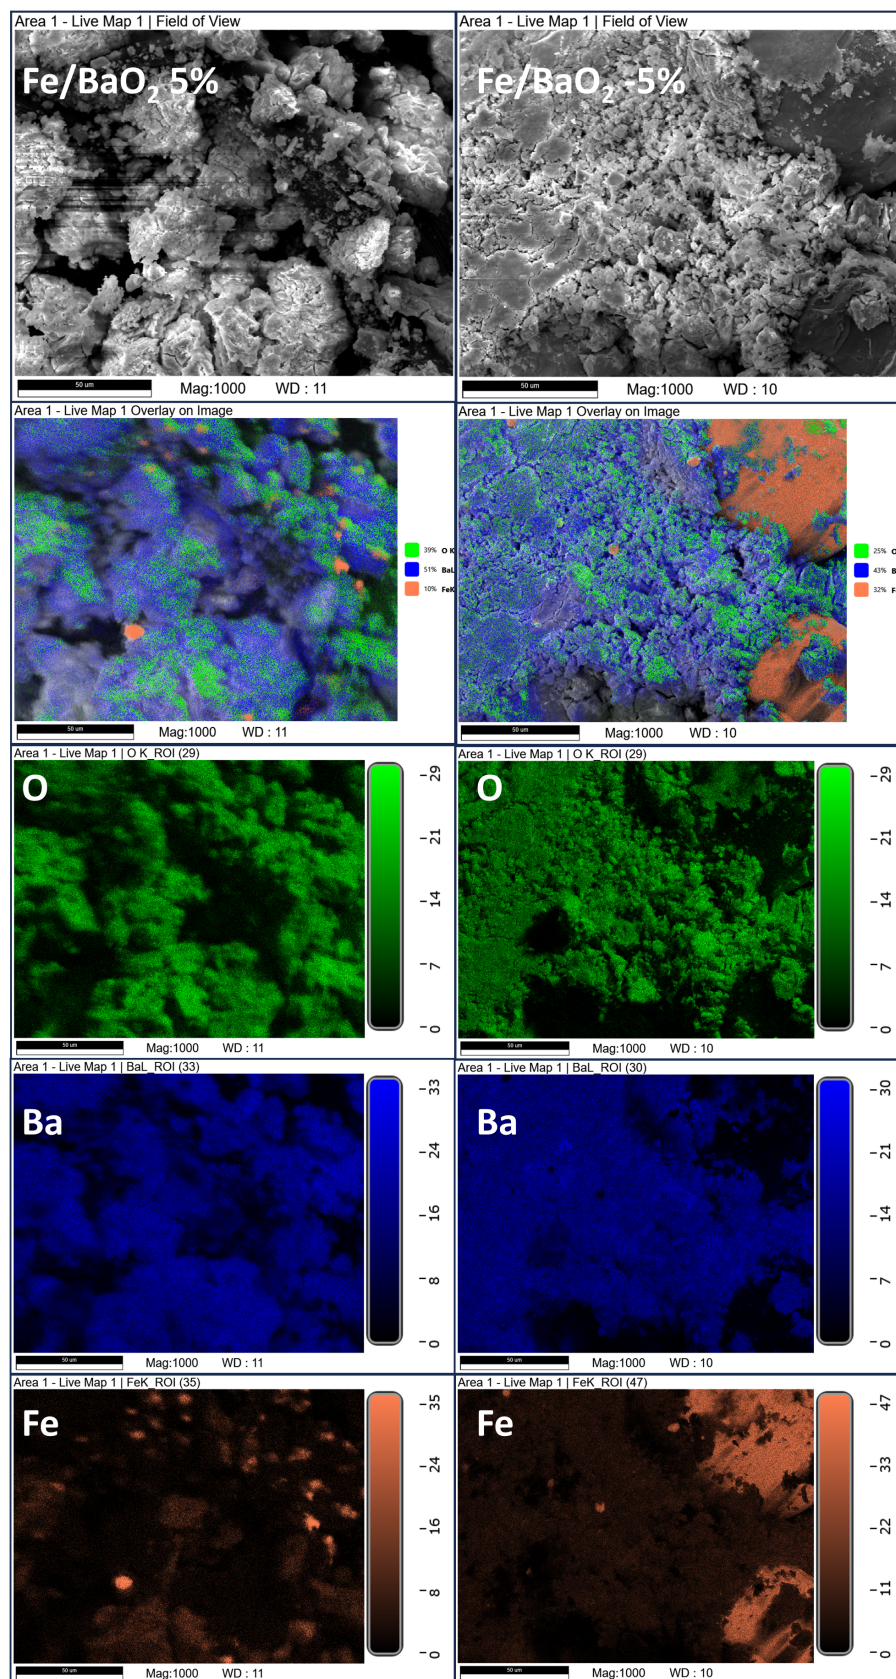 Area 1 - Live Map 1 | Field of View
Fe/BaO₂ 5%
50 um Mag:1000 WD : 11
Area 1 - Live Map 1 | Field of View
Fe/BaO₂ -5%
50 um Mag:1000 WD : 10
Area 1 - Live Map 1 Overlay on Image
39% O K
51% BaL
10% FeK
50 um Mag:1000 WD : 11
Area 1 - Live Map 1 Overlay on Image
25% O
43% B
32% F
50 um Mag:1000 WD : 10
Area 1 - Live Map 1 | O K_ROI (29)
O
29
21
14
7
0
50 um Mag:1000 WD : 11
Area 1 - Live Map 1 | O K_ROI (29)
O
29
21
14
7
0
50 um Mag:1000 WD : 10
Area 1 - Live Map 1 | BaL_ROI (33)
Ba
33
24
16
8
0
50 um Mag:1000 WD : 11
Area 1 - Live Map 1 | BaL_ROI (30)
Ba
30
21
14
7
0
50 um Mag:1000 WD : 10
Area 1 - Live Map 1 | FeK_ROI (35)
Fe
35
24
16
8
0
50 um Mag:1000 WD : 11
Area 1 - Live Map 1 | FeK_ROI (47)
Fe
47
33
22
11
0
50 um Mag:1000 WD : 10